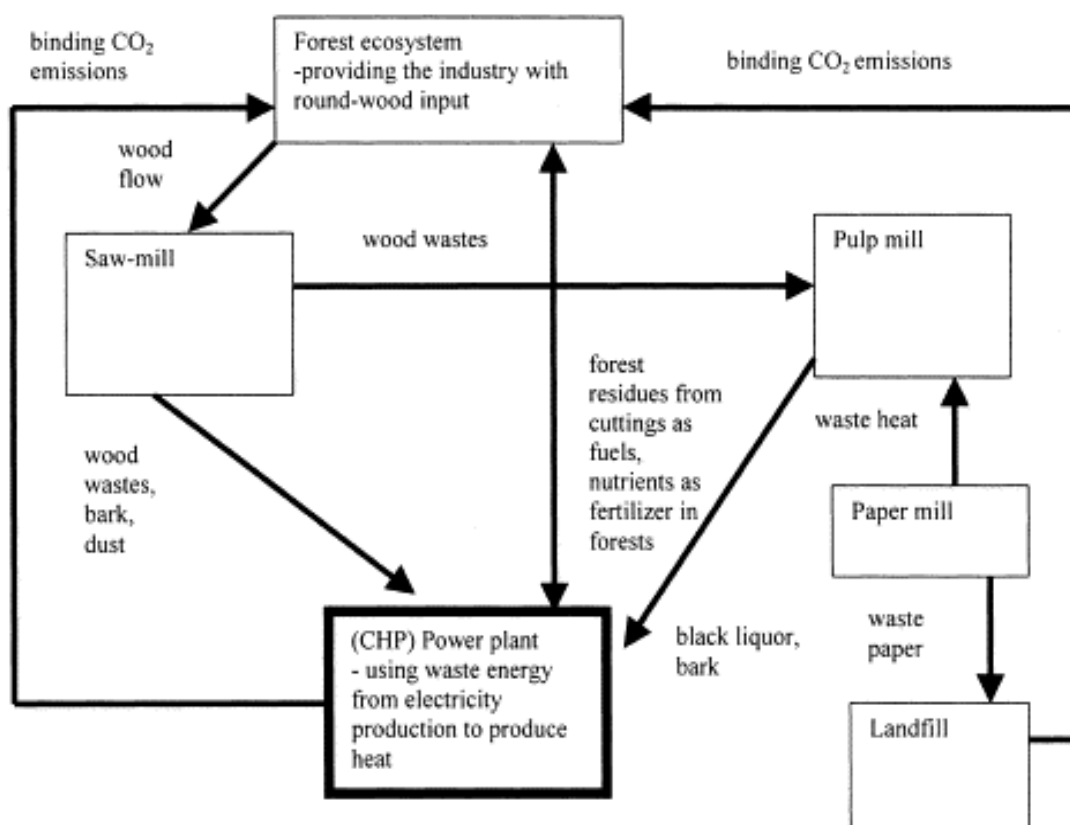 binding CO₂
emissions
Forest ecosystem
-providing the industry with
round-wood input
binding CO₂ emissions
wood
flow
Saw-mill
wood wastes
Pulp mill
forest
residues from
cuttings as
fuels,
nutrients as
fertilizer in
forests
waste heat
wood
wastes,
bark,
dust
Paper mill
(CHP) Power plant
- using waste energy
from electricity
production to produce
heat
black liquor,
bark
waste
paper
Landfill